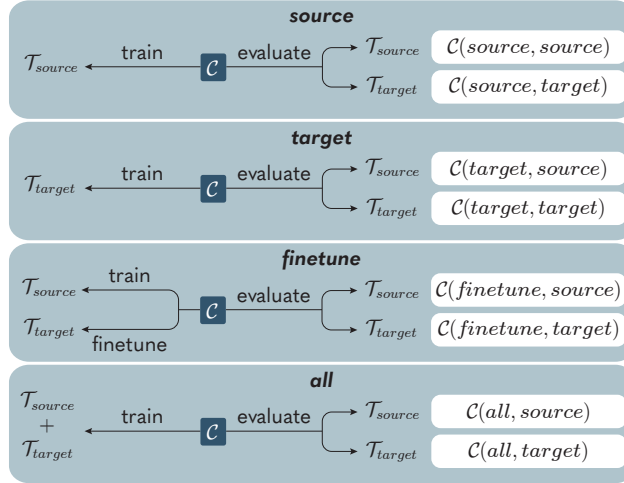 source
train evaluate
𝒯source 𝒞 𝒯source 𝒞(source, source)
𝒯target 𝒞(source, target)
target
train evaluate
𝒯target 𝒞 𝒯source 𝒞(target, source)
𝒯target 𝒞(target, target)
finetune
train evaluate
𝒯source 𝒞 𝒯source 𝒞(finetune, source)
𝒯target 𝒯target 𝒞(finetune, target)
finetune
all
𝒯source
+
𝒯target
train 𝒞 evaluate
𝒯source 𝒞(all, source)
𝒯target 𝒞(all, target)